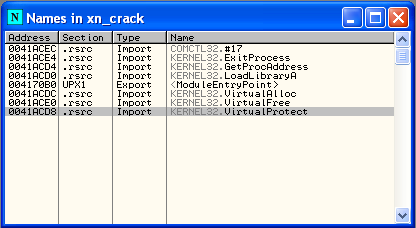 N Names in xn_crack
Address Section Type Name
0041ACEC .rsrc Import COMCTL32.#17
0041ACE4 .rsrc Import KERNEL32.ExitProcess
0041ACD4 .rsrc Import KERNEL32.GetProcAddress
0041ACD0 .rsrc Import KERNEL32.LoadLibraryA
004170B0 UPX1 Export <ModuleEntryPoint>
0041ACDC .rsrc Import KERNEL32.VirtualAlloc
0041ACE0 .rsrc Import KERNEL32.VirtualFree
0041ACD8 .rsrc Import KERNEL32.VirtualProtect